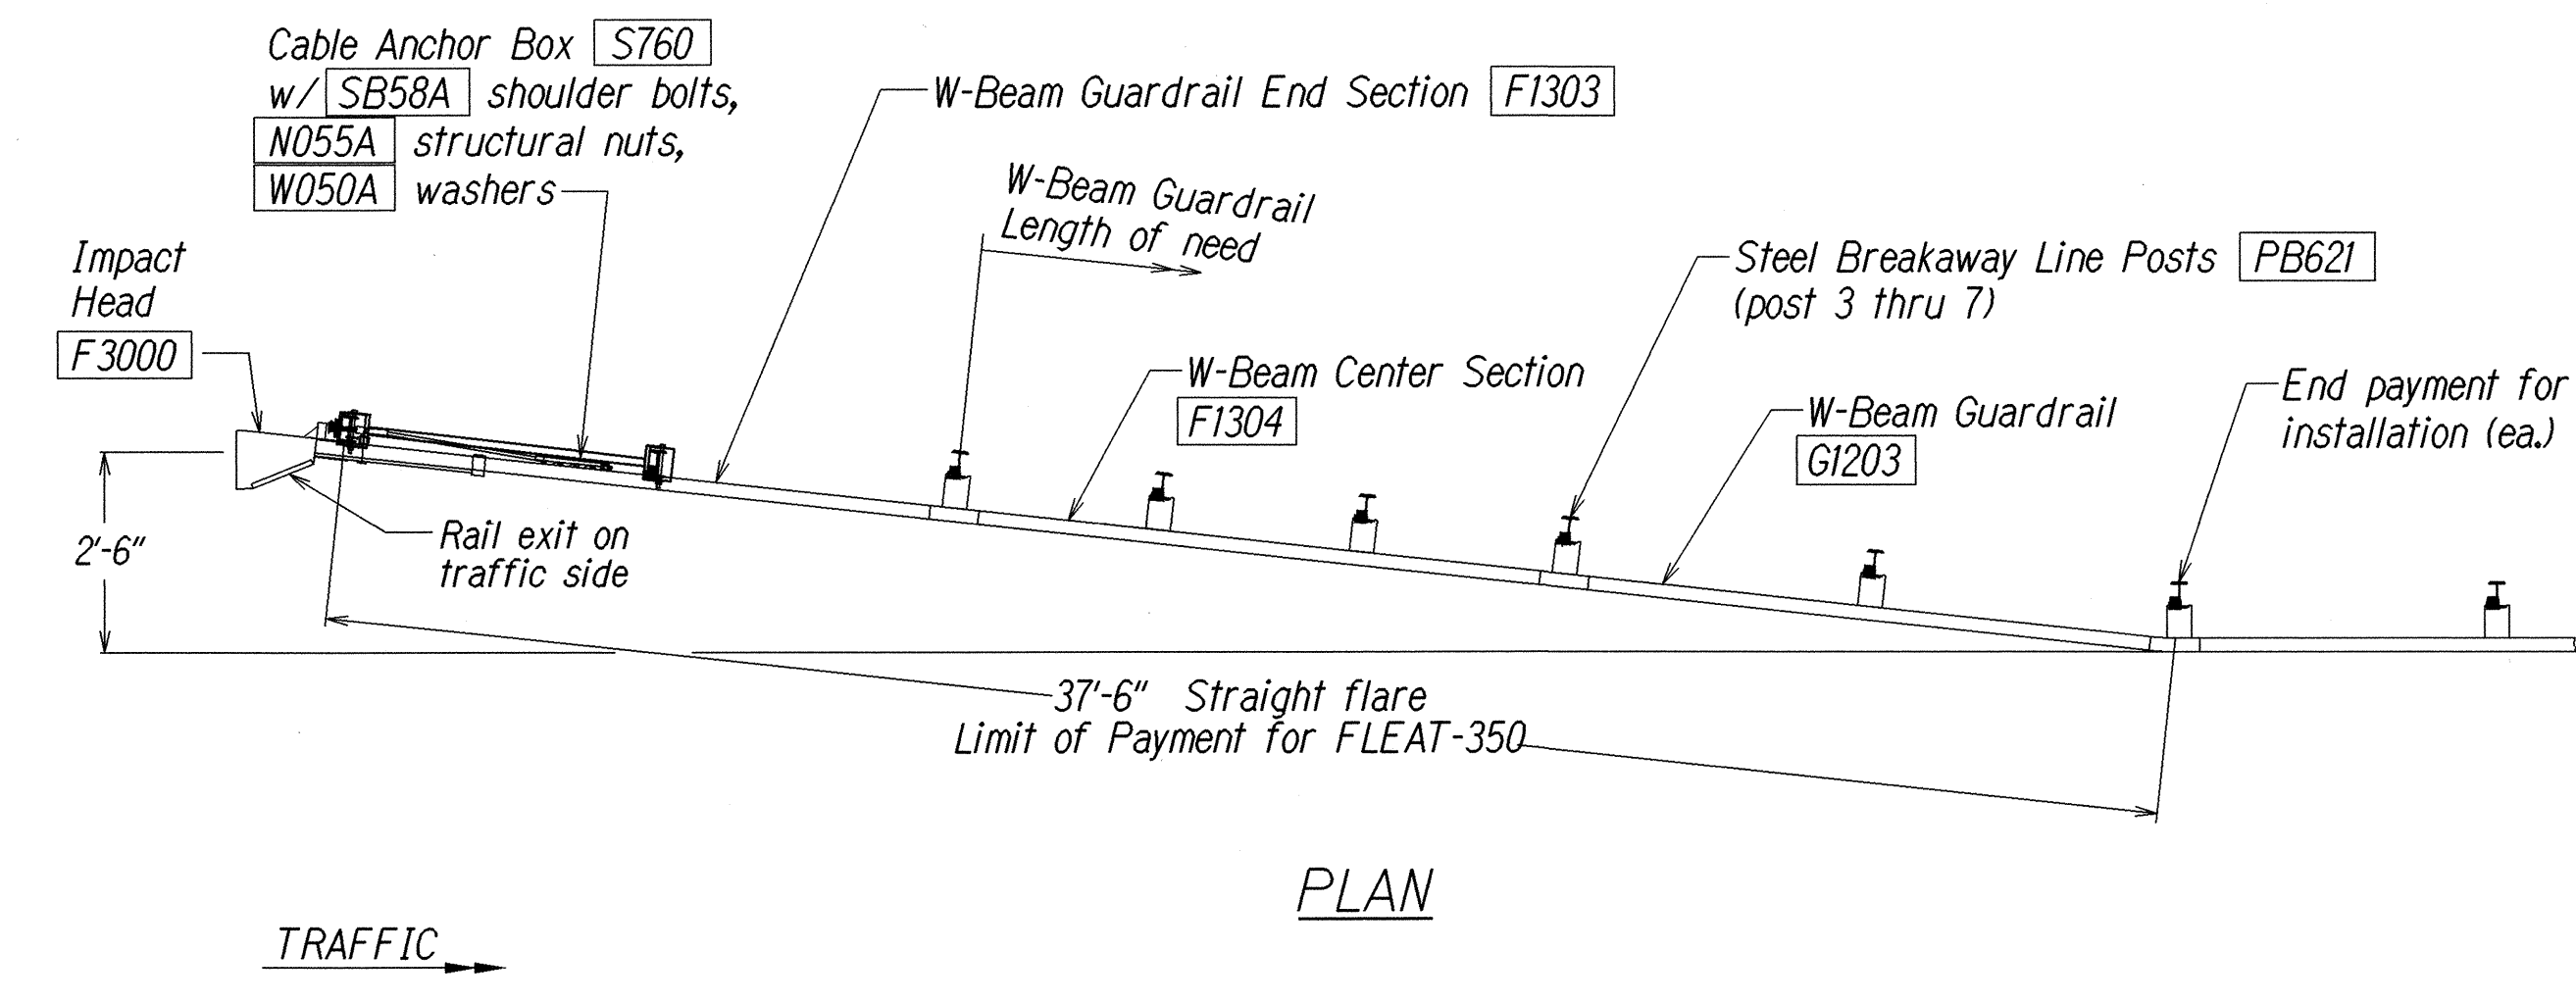 Cable Anchor Box S760
w/ SB58A shoulder bolts,
N055A structural nuts,
W050A washers
W-Beam Guardrail End Section F1303
W-Beam Guardrail
Length of need
Impact
Head
F3000
Steel Breakaway Line Posts PB621
(post 3 thru 7)
W-Beam Center Section
F1304
W-Beam Guardrail
G1203
End payment for
installation (ea.)
2'-6"
Rail exit on
traffic side
37'-6" Straight flare
Limit of Payment for FLEAT-350
PLAN
TRAFFIC